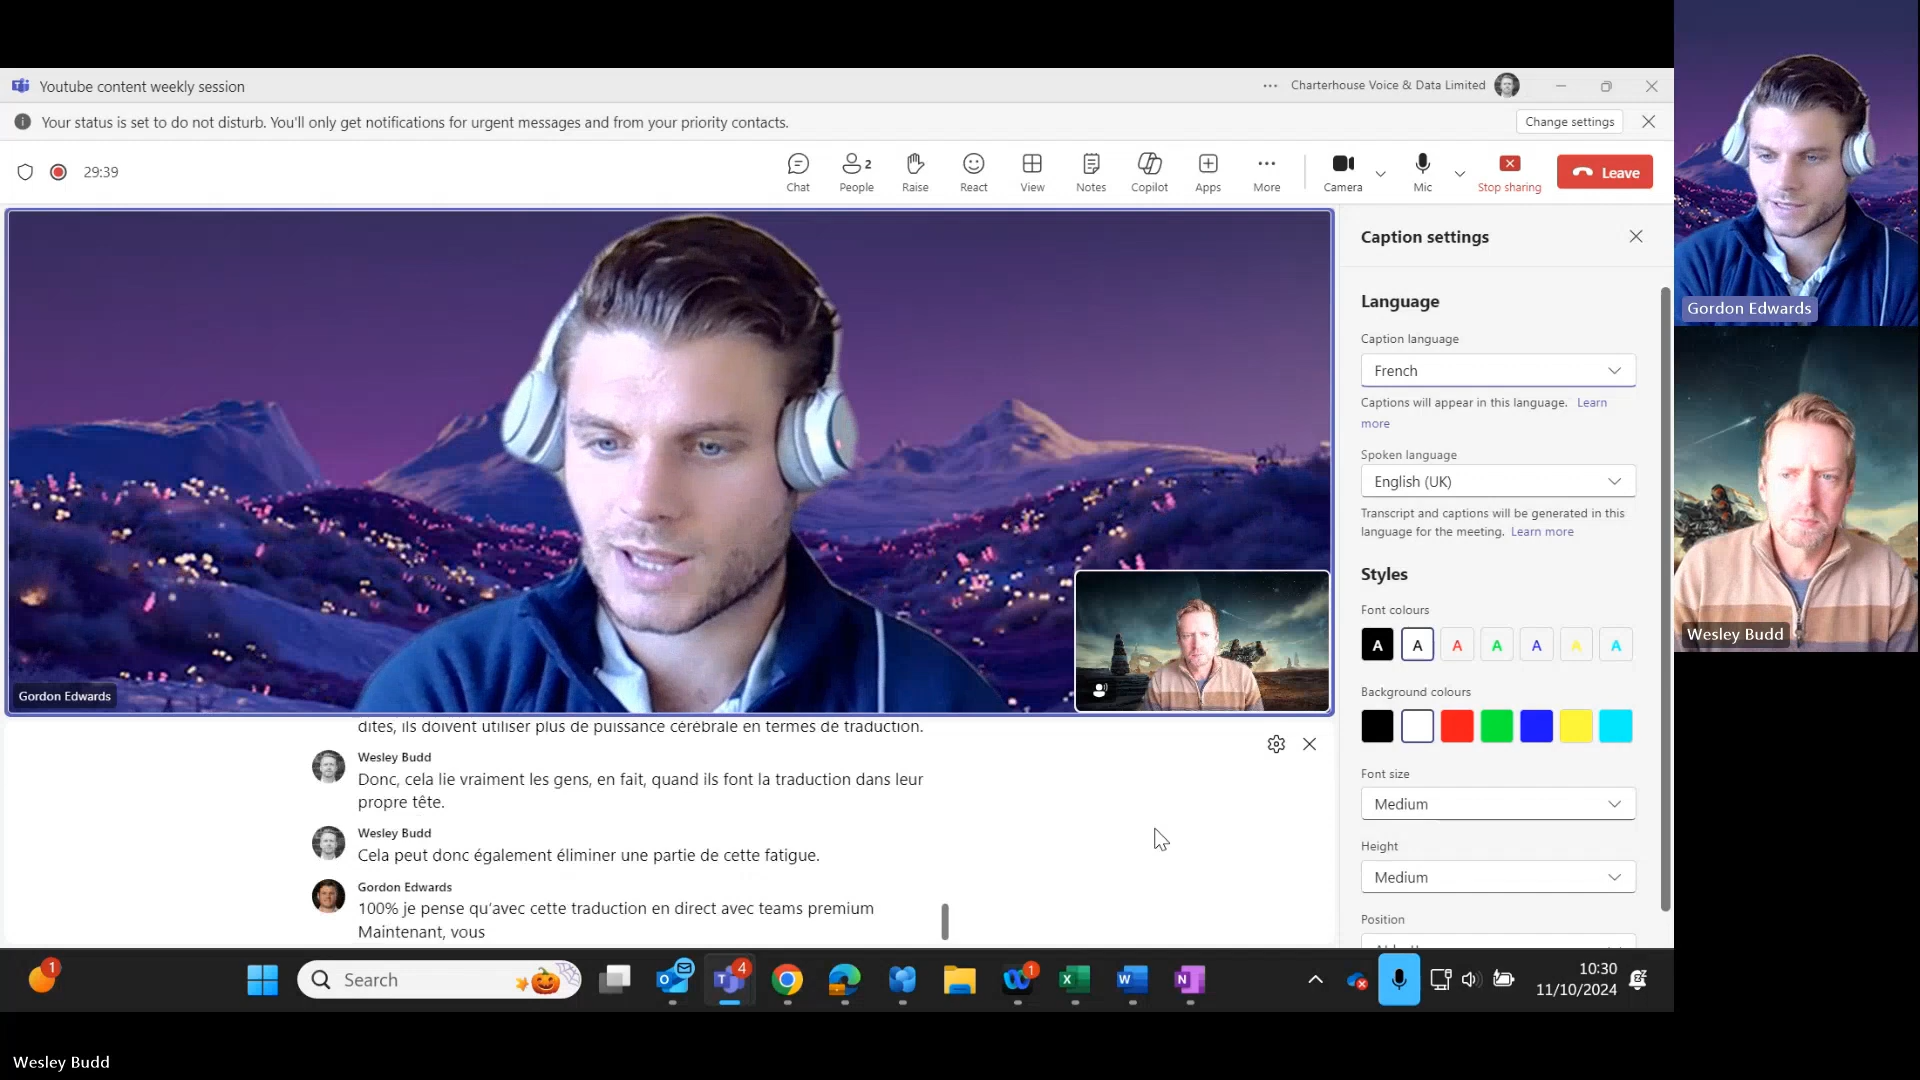 Youtube content weekly session
Charterhouse Voice & Data Limited
Your status is set to do not disturb. You'll only get notifications for urgent messages and from your priority contacts.
Change settings
29:39
Chat
People
2
Raise
React
View
Notes
Copilot
Apps
More
Camera
Mic
Stop sharing
Leave
Gordon Edwards
dites, ils doivent utiliser plus de puissance cérébrale en termes de traduction.
Wesley Budd
Donc, cela lie vraiment les gens, en fait, quand ils font la traduction dans leur
propre tête.
Wesley Budd
Cela peut donc également éliminer une partie de cette fatigue.
Gordon Edwards
100% je pense qu'avec cette traduction en direct avec teams premium
Maintenant, vous
Caption settings
Language
Caption language
French
Captions will appear in this language. Learn
more
Spoken language
English (UK)
Transcript and captions will be generated in this
language for the meeting. Learn more
Styles
Font colours
A A A A A A A
Background colours
Font size
Medium
Height
Medium
Position
Gordon Edwards
Wesley Budd
1
Search
4
1
10:30
11/10/2024
Wesley Budd